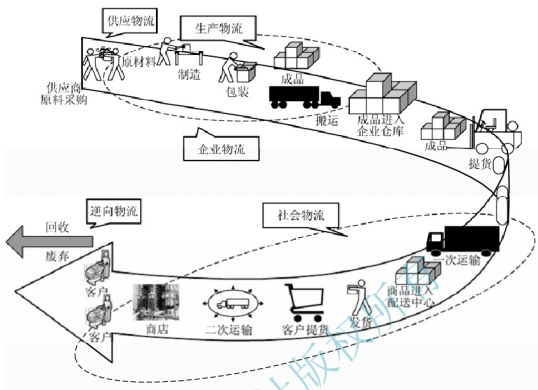 供应物流
生产物流
原材料
制造
包装
成品
供应商
原料采购
搬运
成品进入
企业仓库
成品
提货
企业物流
逆向物流
社会物流
回收
废弃
一次运输
客户
商品进入
配送中心
商店
二次运输
客户提货
发货
客户
版权所有